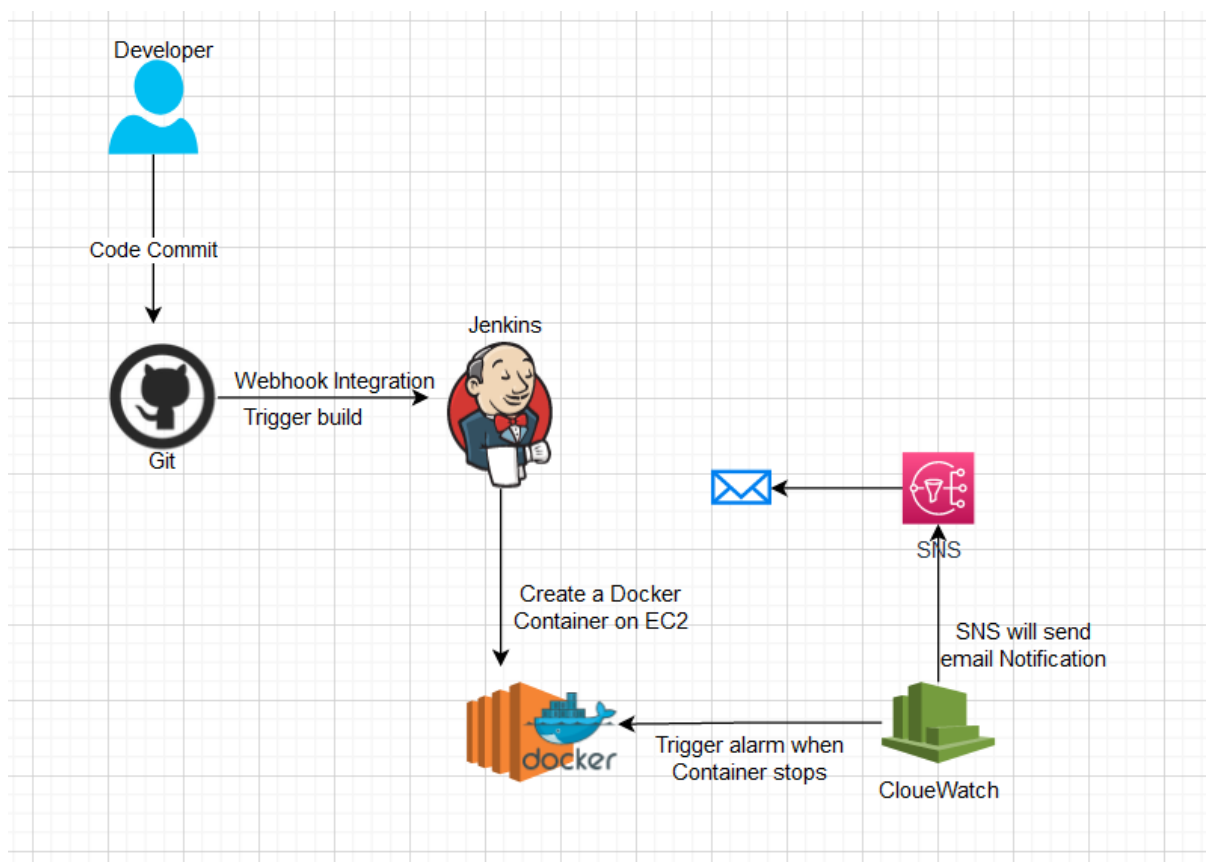 Developer
Code Commit
Git
Webhook Integration
Trigger build
Jenkins
Create a Docker
Container on EC2
docker
Trigger alarm when
Container stops
CloueWatch
SNS will send
email Notification
SNS